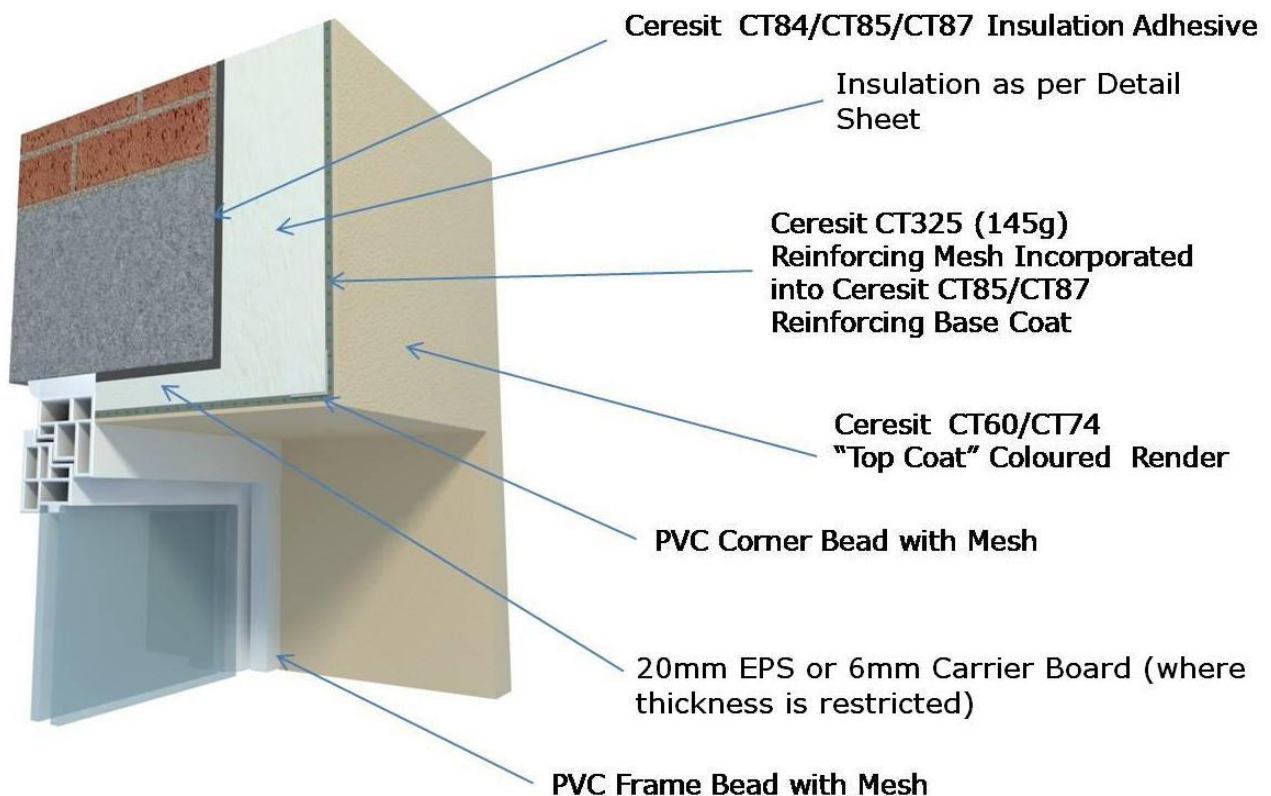 Ceresit CT84/CT85/CT87 Insulation Adhesive
Insulation as per Detail
Sheet
Ceresit CT325 (145g)
Reinforcing Mesh Incorporated
into Ceresit CT85/CT87
Reinforcing Base Coat
Ceresit CT60/CT74
“Top Coat” Coloured Render
PVC Corner Bead with Mesh
20mm EPS or 6mm Carrier Board (where
thickness is restricted)
PVC Frame Bead with Mesh